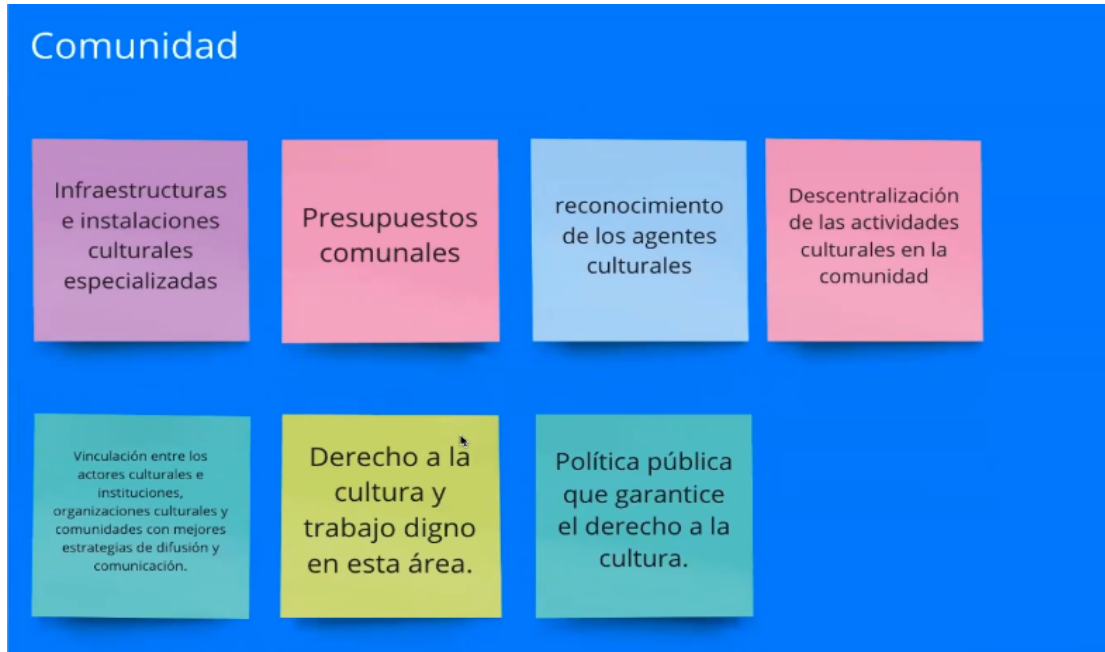 Comunidad
Infraestructuras
e instalaciones
culturales
especializadas
Presupuestos
comunales
reconocimiento
de los agentes
culturales
Descentralización
de las actividades
culturales en la
comunidad
Vinculación entre los
actores culturales e
instituciones,
organizaciones culturales y
comunidades con mejores
estrategias de difusión y
comunicación.
Derecho a la
cultura y
trabajo digno
en esta área.
Política pública
que garantice
el derecho a la
cultura.